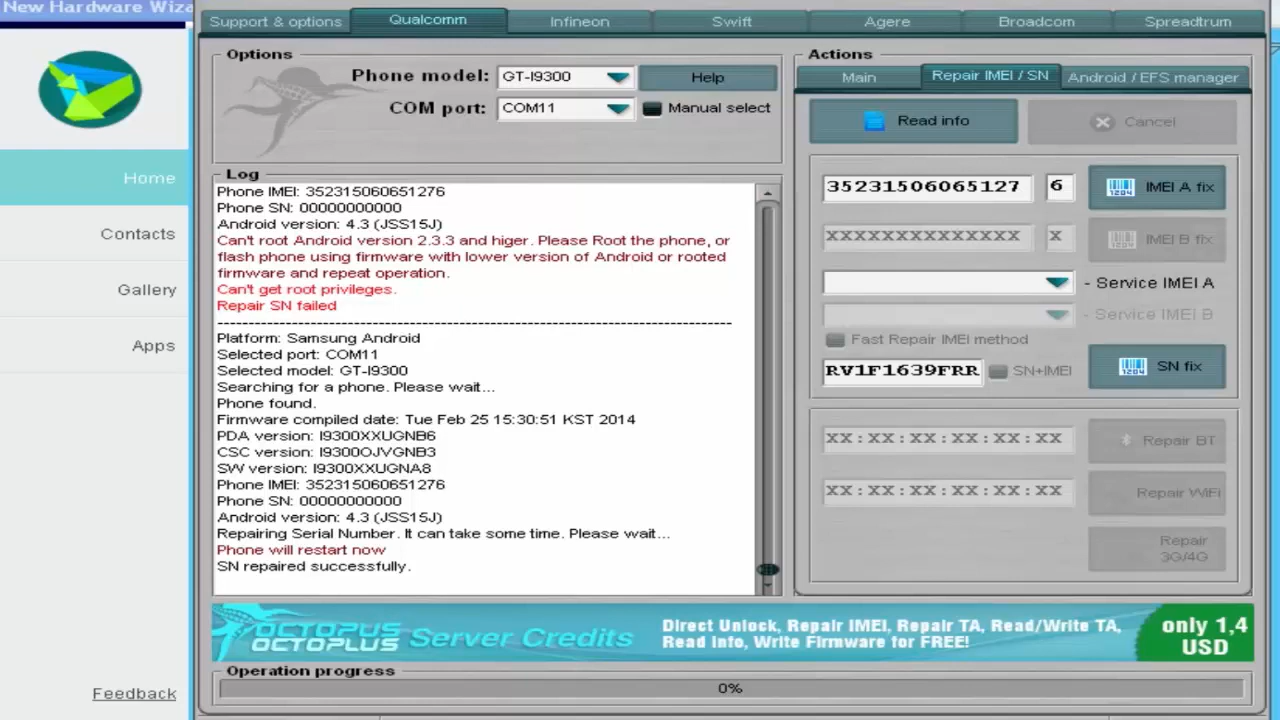 New Hardware Wiza
Support & options
Qualcomm
Infineon
Swift
Agere
Broadcom
Spreadtrum
Home
Contacts
Gallery
Apps
Feedback
Options
Phone model:
GT-I9300
Help
COM port:
COM11
Manual select
Log
Phone IMEI: 352315060651276
Phone SN: 00000000000
Android version: 4.3 (JSS15J)
Can't root Android version 2.3.3 and higer. Please Root the phone, or
flash phone using firmware with lower version of Android or rooted
firmware and repeat operation.
Can't get root privileges.
Repair SN failed
--------------------------------------------------------------------------------
Platform: Samsung Android
Selected port: COM11
Selected model: GT-I9300
Searching for a phone. Please wait...
Phone found.
Firmware compiled date: Tue Feb 25 15:30:51 KST 2014
PDA version: I9300XXUGNB6
CSC version: I9300OJVGNB3
SW version: I9300XXUGNA8
Phone IMEI: 352315060651276
Phone SN: 00000000000
Android version: 4.3 (JSS15J)
Repairing Serial Number. It can take some time. Please wait...
Phone will restart now
SN repaired successfully.
Actions
Main
Repair IMEI / SN
Android / EFS manager
Read info
Cancel
35231506065127
6
IMEI A fix
XXXXXXXXXXXXXX
X
IMEI B fix
- Service IMEI A
- Service IMEI B
Fast Repair IMEI method
RV1F1639FRR
SN+IMEI
SN fix
XX:XX:XX:XX:XX:XX
Repair BT
XX:XX:XX:XX:XX:XX
Repair WiFi
Repair
3G/4G
OCTOPUS
OCTOPLUS
Server Credits
Direct Unlock, Repair IMEI, Repair TA, Read/Write TA,
Read Info, Write Firmware for FREE!
only 1,4
USD
Operation progress
0%